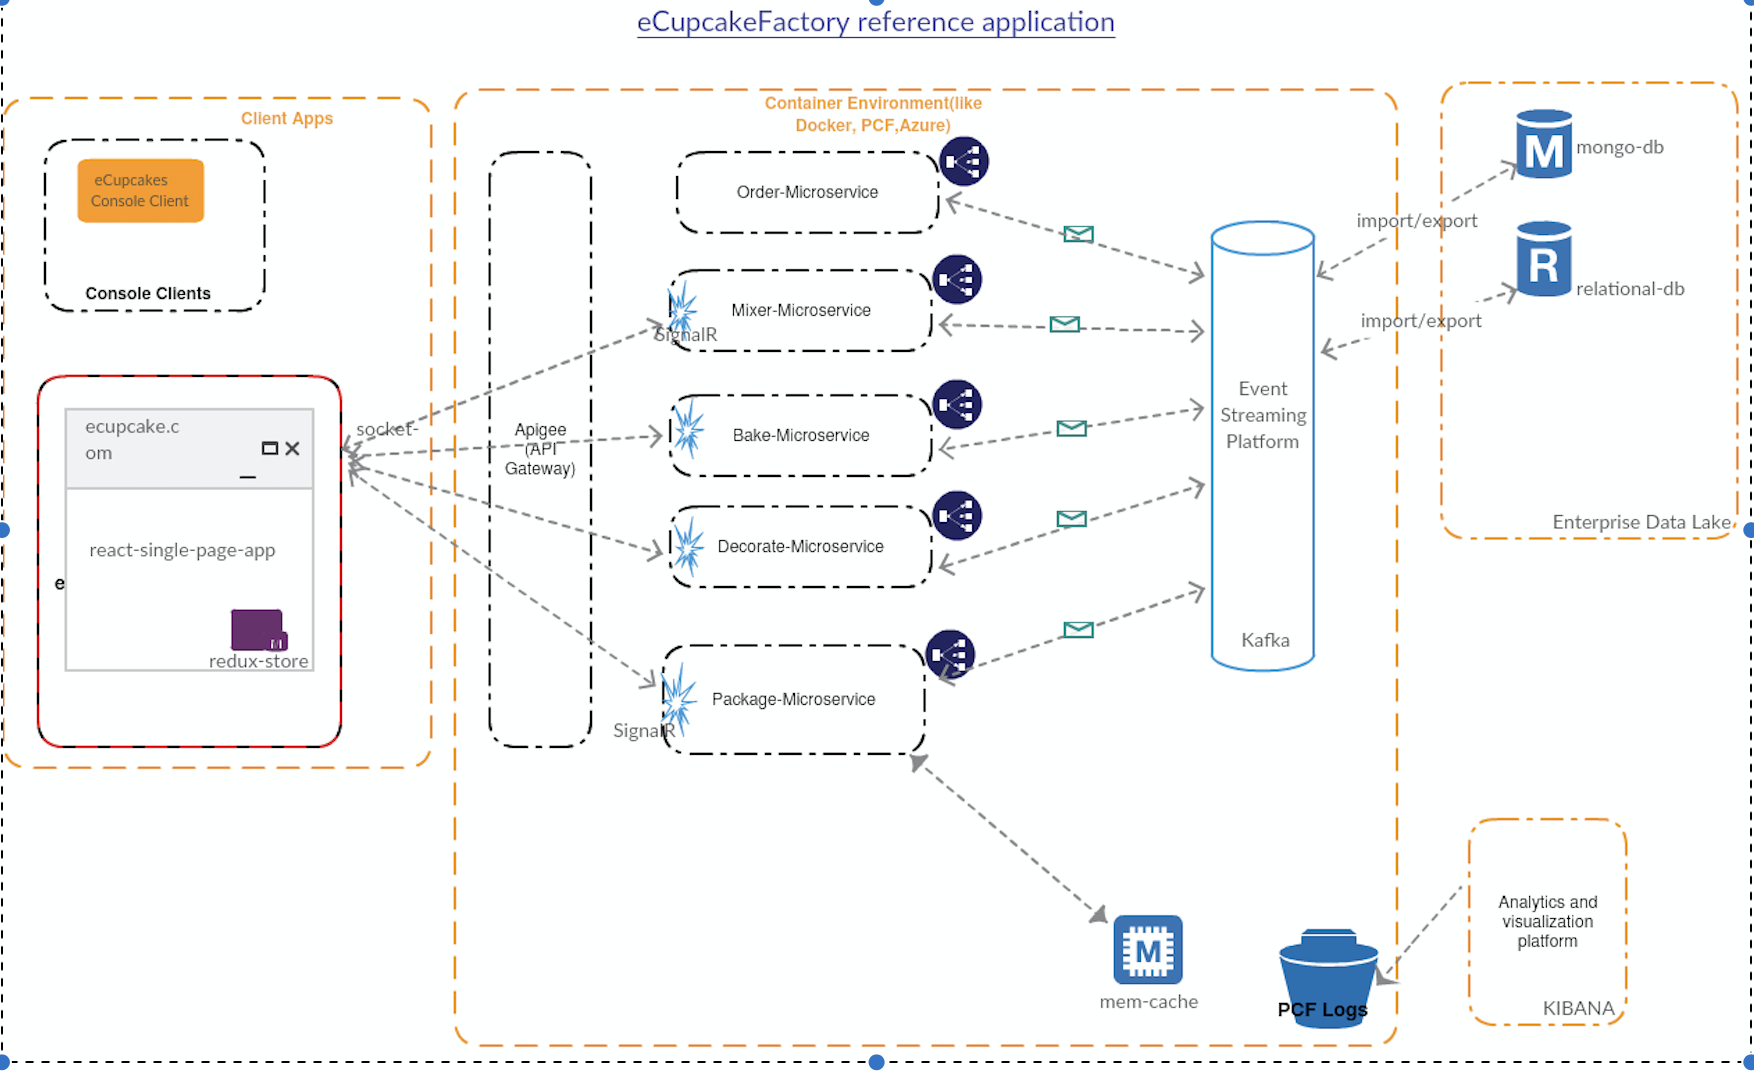 eCupcakeFactory reference application
Client Apps
eCupcakes
Console Client
Console Clients
ecupcake.c
om
react-single-page-app
e
redux-store
socket-
Container Environment(like
Docker, PCF,Azure)
Apigee
(API
Gateway)
Order-Microservice
Mixer-Microservice
SignalR
Bake-Microservice
Decorate-Microservice
Package-Microservice
SignalR
Event
Streaming
Platform
Kafka
import/export
import/export
M
mongo-db
R
relational-db
Enterprise Data Lake
M
mem-cache
PCF Logs
Analytics and
visualization
platform
KIBANA